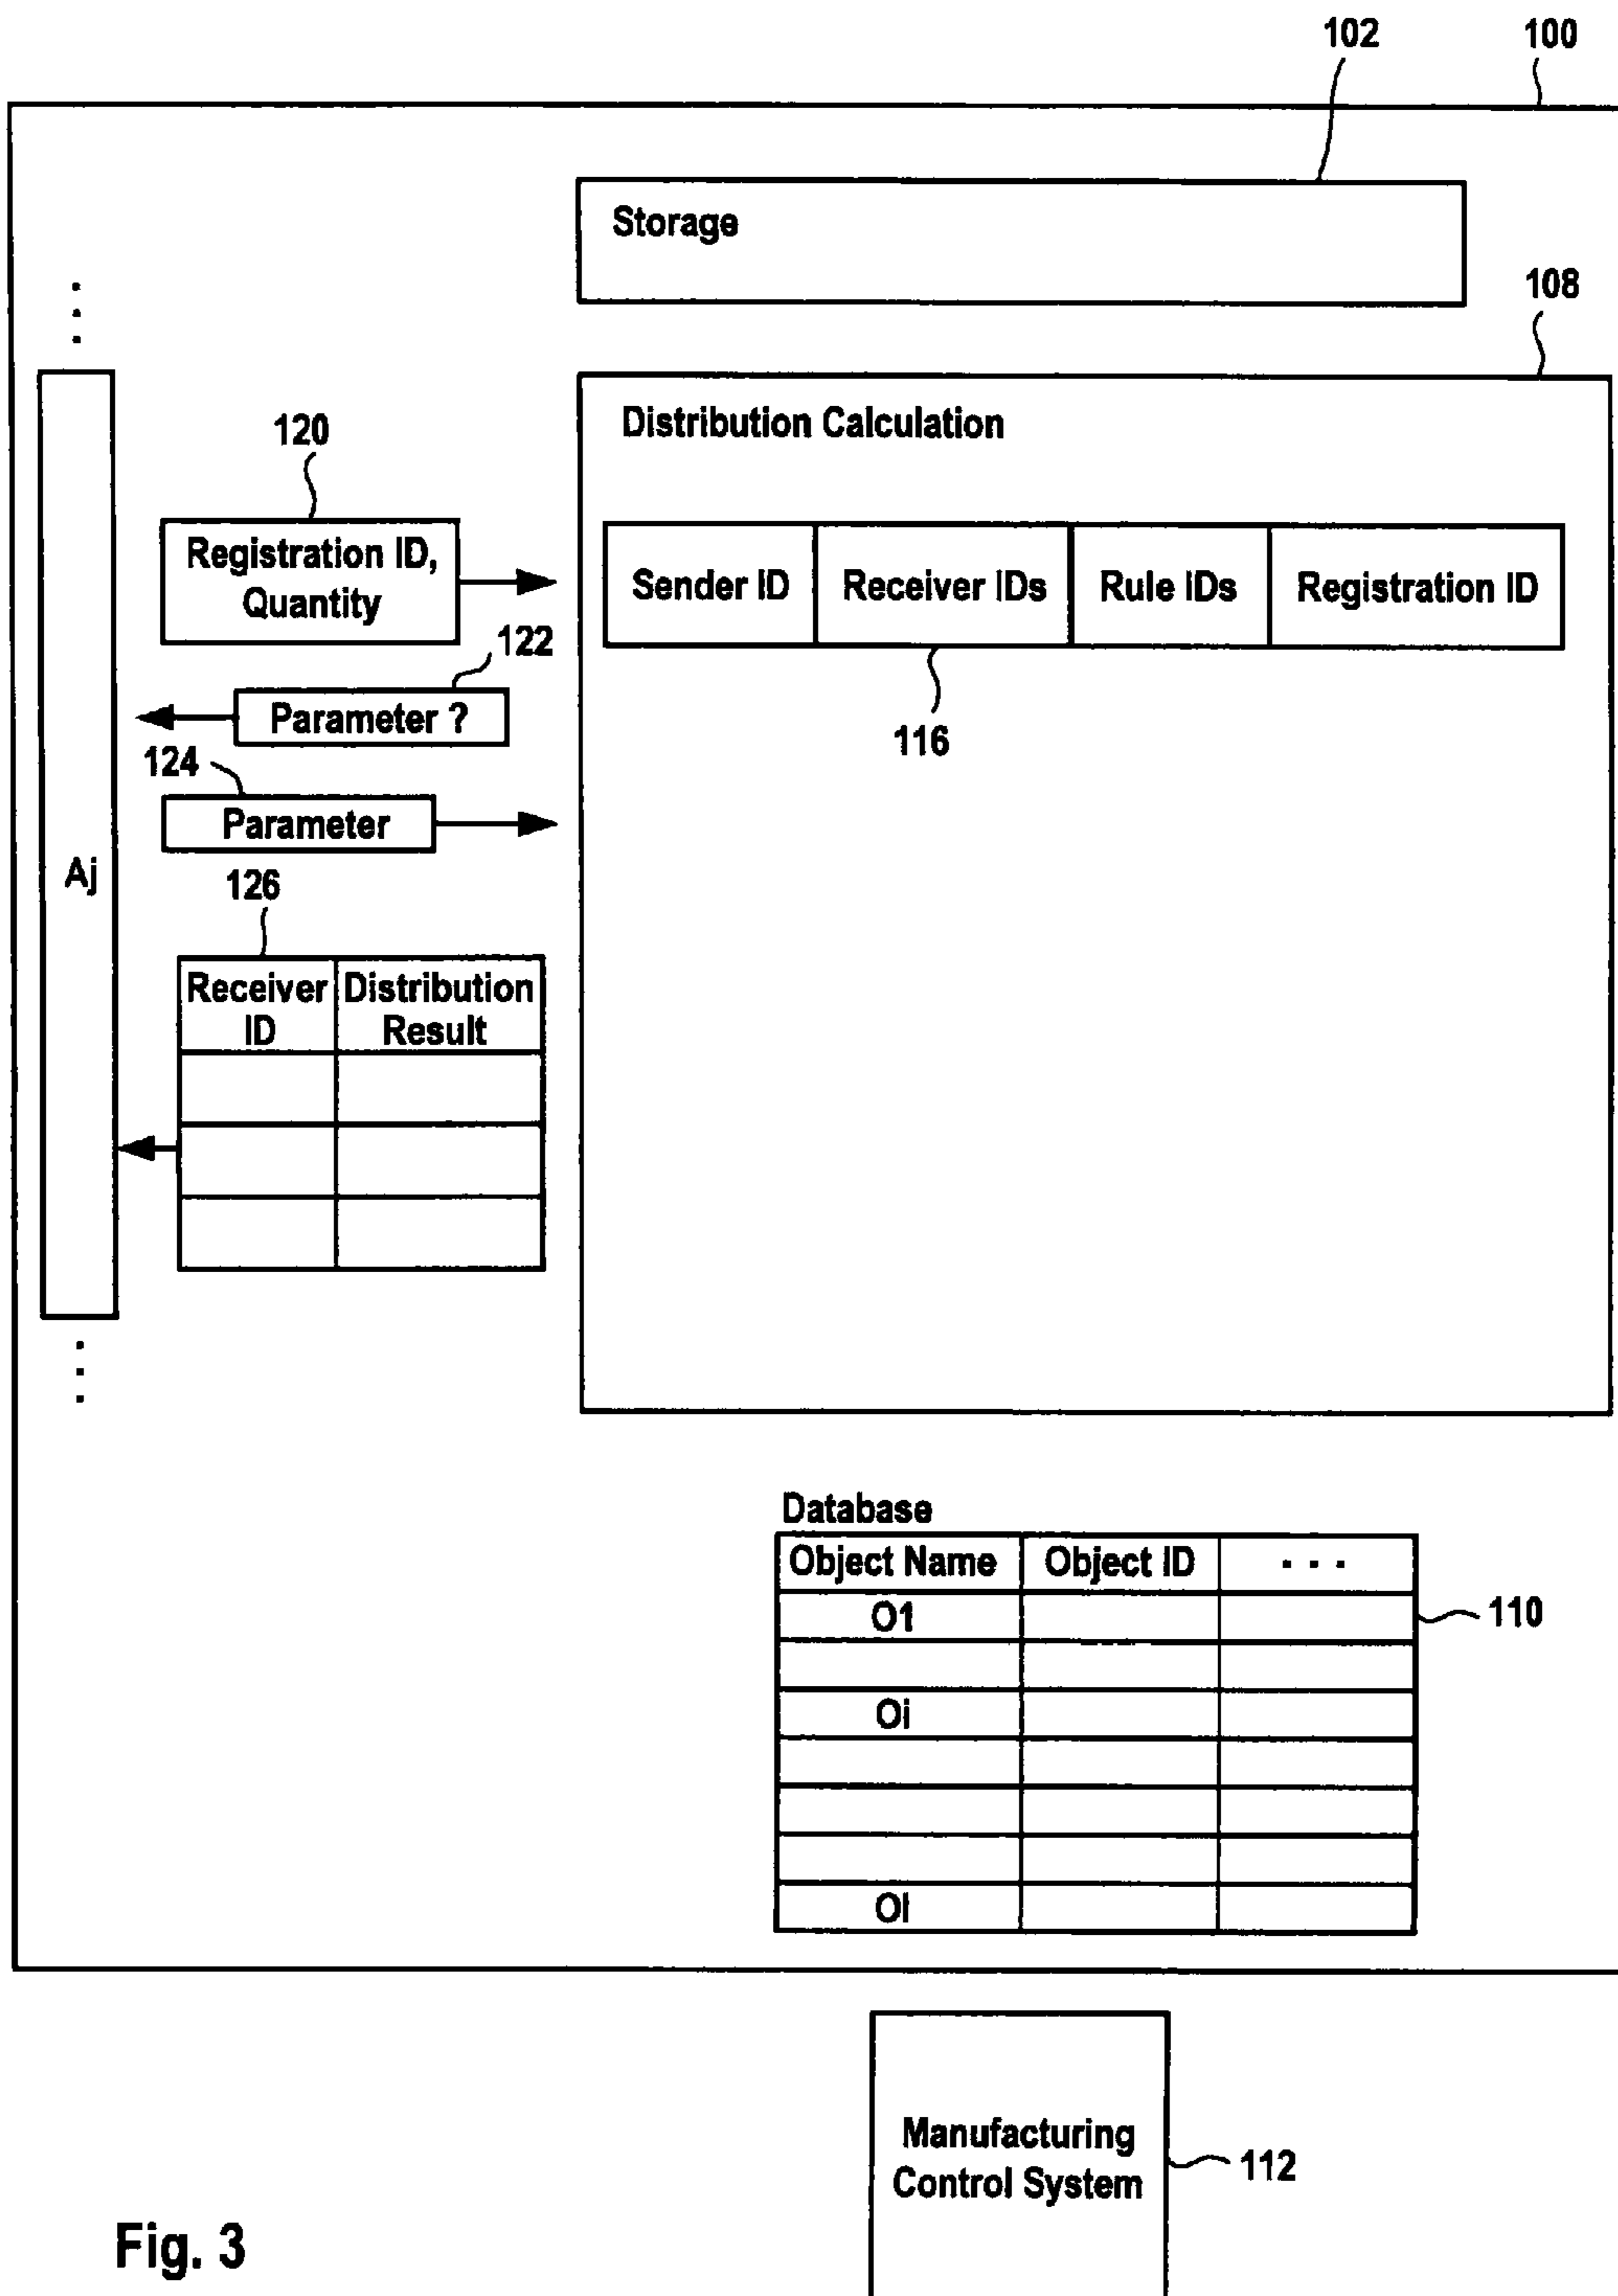 102 100
Storage
108
Distribution Calculation
120
Registration ID,
Quantity
Sender ID Receiver IDs Rule IDs Registration ID
122
Parameter ?
116
124
Parameter
Aj
126
Receiver ID Distribution Result
Database
Object Name Object ID . . .
O1
110
Oi
Ol
Manufacturing
Control System
112
Fig. 3